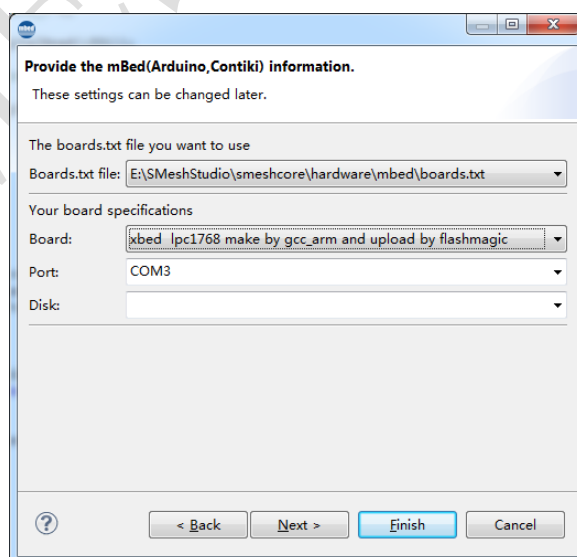 mbed
Provide the mBed(Arduino,Contiki) information.
These settings can be changed later.
The boards.txt file you want to use
Boards.txt file: E:\SMeshStudio\smeshcore\hardware\mbed\boards.txt
Your board specifications
Board: xbed lpc1768 make by gcc_arm and upload by flashmagic
Port: COM3
Disk:
< Back Next > Finish Cancel